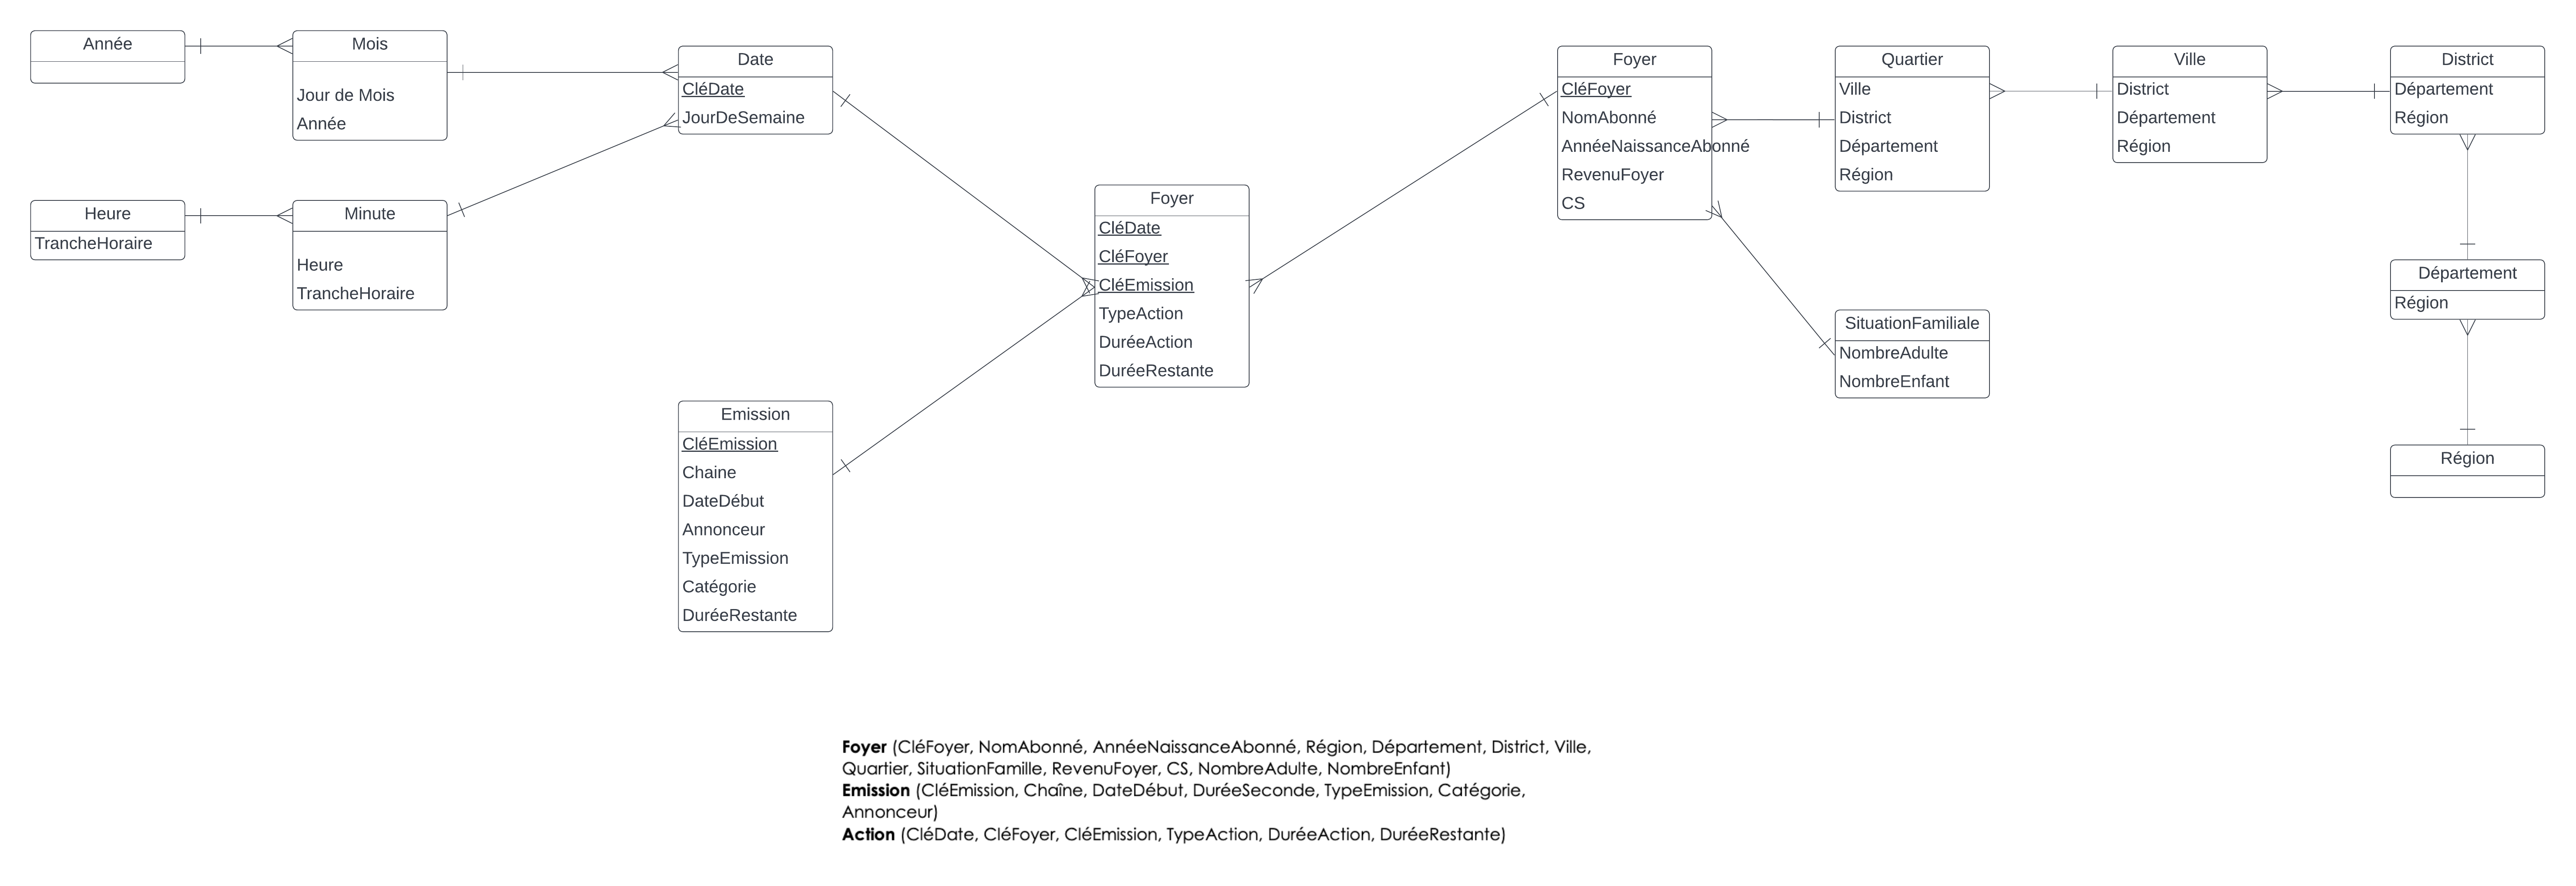 Année
Mois
Jour de Mois
Année
Heure
TrancheHoraire
Minute
Heure
TrancheHoraire
Date
CléDate
JourDeSemaine
Emission
CléEmission
Chaine
DateDébut
Annonceur
TypeEmission
Catégorie
DuréeRestante
Foyer
CléDate
CléFoyer
CléEmission
TypeAction
DuréeAction
DuréeRestante
Foyer
CléFoyer
NomAbonné
AnnéeNaissanceAbonné
RevenuFoyer
CS
Quartier
Ville
District
Département
Région
SituationFamiliale
NombreAdulte
NombreEnfant
Ville
District
Département
Région
District
Département
Région
Département
Région
Région
Foyer (CléFoyer, NomAbonné, AnnéeNaissanceAbonné, Région, Département, District, Ville,
Quartier, SituationFamille, RevenuFoyer, CS, NombreAdulte, NombreEnfant)
Emission (CléEmission, Chaîne, DateDébut, DuréeSeconde, TypeEmission, Catégorie,
Annonceur)
Action (CléDate, CléFoyer, CléEmission, TypeAction, DuréeAction, DuréeRestante)